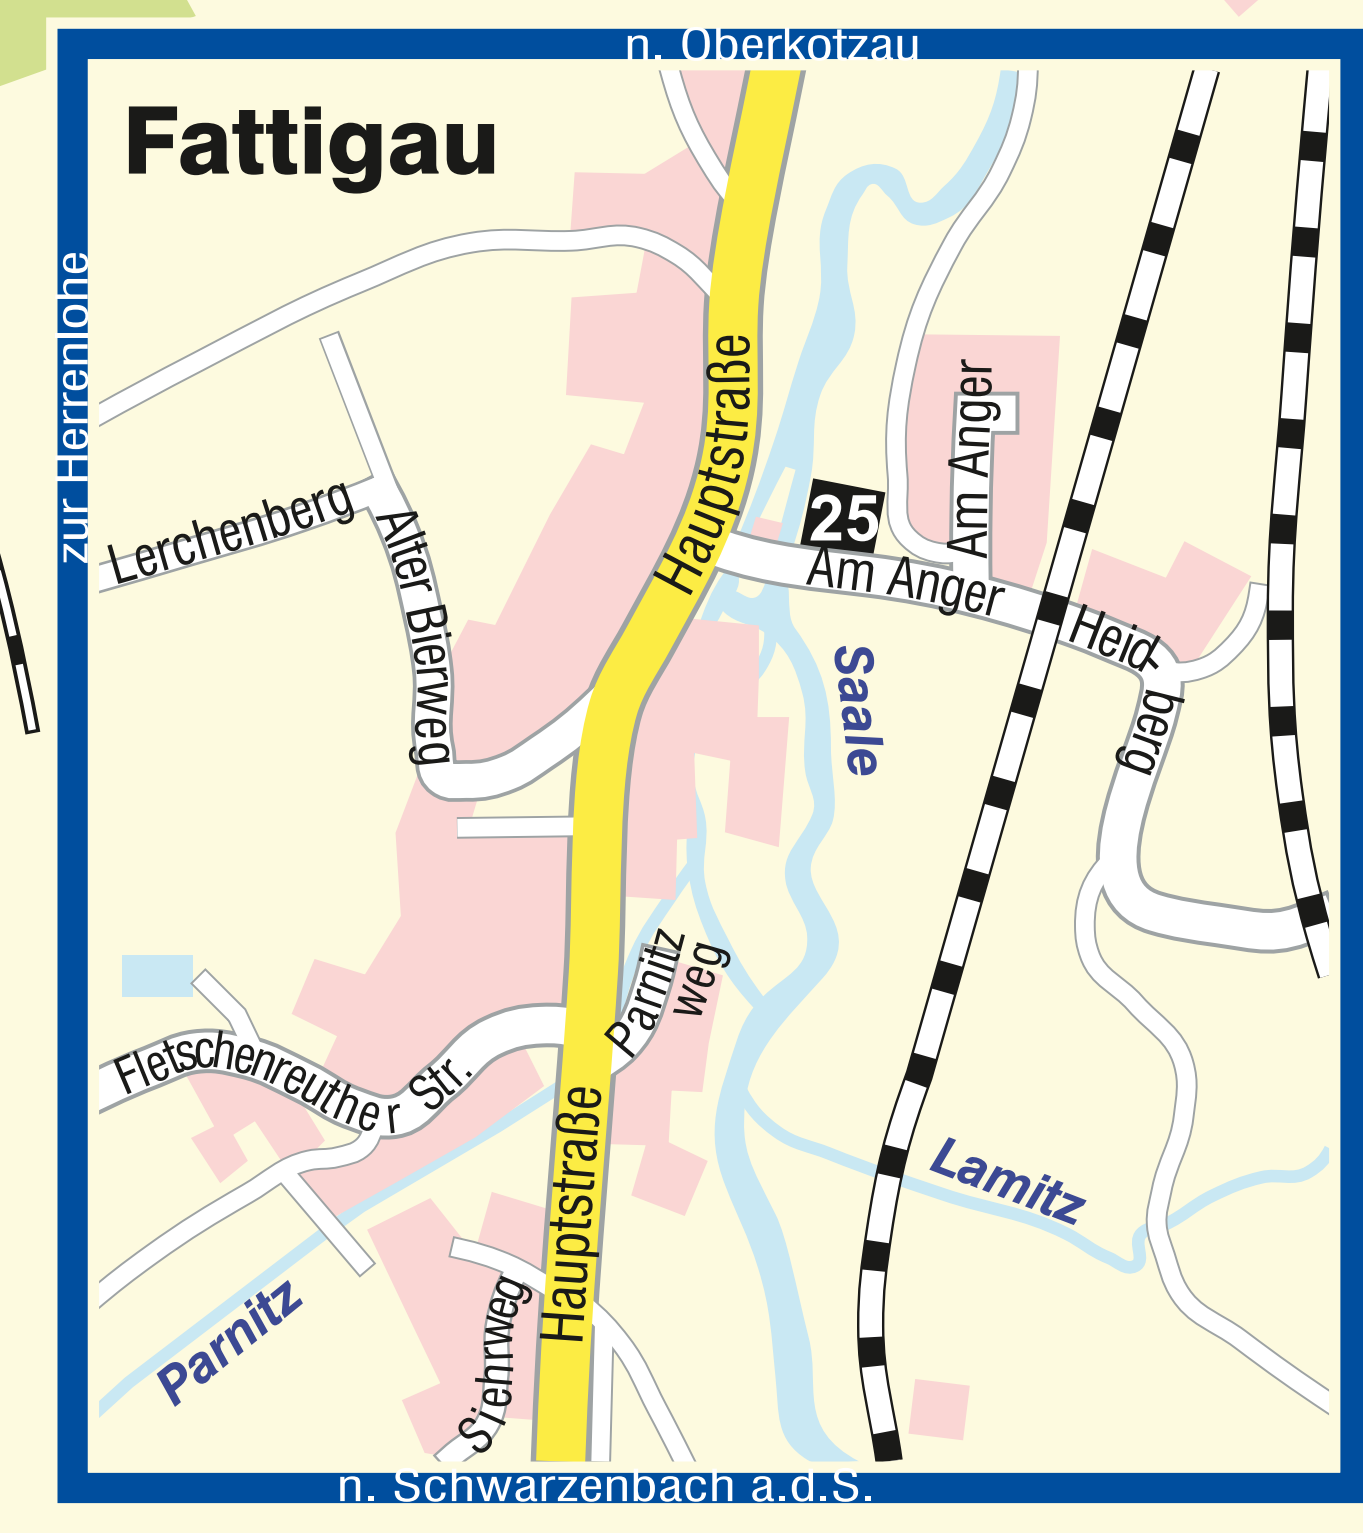 n. Oberkotzau
Fattigau
zur Herrenlohe
Hauptstraße
Am Anger
25
Lerchenberg
Alter Bierweg
Am Anger
Heid-
berg
Saale
Parnitz
weg
Fletschenreuther Str.
Hauptstraße
Lamitz
Parnitz
Siehrweg
n. Schwarzenbach a.d.S.